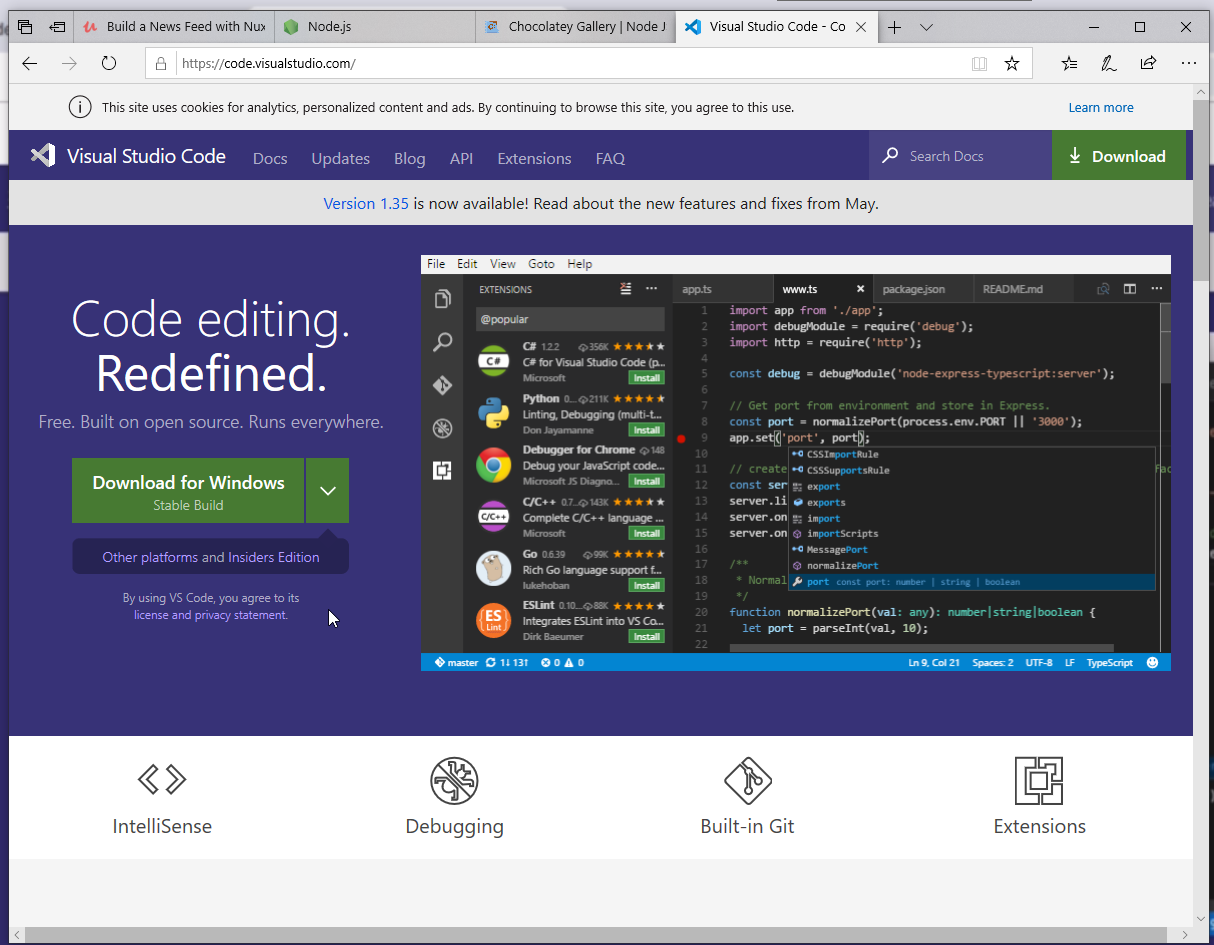 Build a News Feed with Nux
Node.js
Chocolatey Gallery | Node J
Visual Studio Code - Co
https://code.visualstudio.com/
This site uses cookies for analytics, personalized content and ads. By continuing to browse this site, you agree to this use.
Learn more
Visual Studio Code
Docs
Updates
Blog
API
Extensions
FAQ
Search Docs
Download
Version 1.35 is now available! Read about the new features and fixes from May.
Code editing.
Redefined.
Free. Built on open source. Runs everywhere.
Download for Windows
Stable Build
Other platforms and Insiders Edition
By using VS Code, you agree to its
license and privacy statement.
File Edit View Goto Help
EXTENSIONS
@popular
C# 1.2.2 356K
C# for Visual Studio Code (p...
Microsoft Install
Python 0... 211K
Linting, Debugging (multi-t...
Don Jayamanne Install
Debugger for Chrome 148
Debug your JavaScript code...
Microsoft JS Diagno... Install
C/C++ 0.7... 143K
Complete C/C++ language ...
Microsoft Install
Go 0.6.39 99K
Rich Go language support f...
lukehoban Install
ESLint 0.10... 88K
Integrates ESLint into VS Co...
Dirk Baeumer Install
C#
C/C++
ES
Lint
app.ts
www.ts
package.json
README.md
1 import app from './app';
2 import debugModule = require('debug');
3 import http = require('http');
4
5 const debug = debugModule('node-express-typescript:server');
6
7 // Get port from environment and store in Express.
8 const port = normalizePort(process.env.PORT || '3000');
9 app.set('port', port);
10
11 // create
12 const ser
13 server.li
14 server.on
15 server.on
16
17 /**
18 * Normal
19 */
20 function normalizePort(val: any): number|string|boolean {
21 let port = parseInt(val, 10);
22
CSSImportRule
CSSSupportsRule
export
exports
import
importScripts
MessagePort
normalizePort
port const port: number | string | boolean
master 1↓ 13↑ 0 0
Ln 9, Col 21 Spaces: 2 UTF-8 LF TypeScript
IntelliSense
Debugging
Built-in Git
Extensions